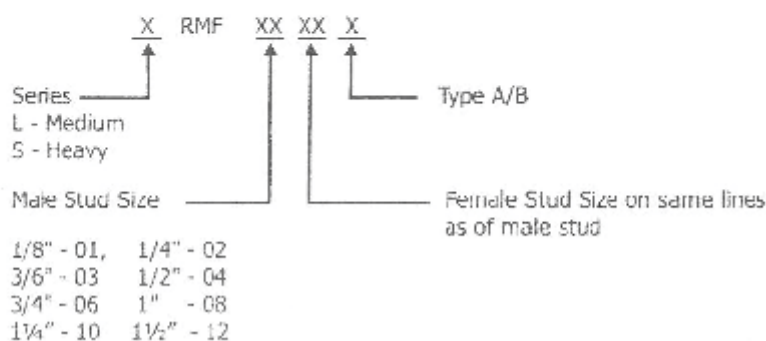 X RMF XX XX X
Series
L - Medium
S - Heavy
Type A/B
Male Stud Size
Female Stud Size on same lines
as of male stud
1/8" - 01, 1/4" - 02
3/6" - 03 1/2" - 04
3/4" - 06 1" - 08
1¼" - 10 1½" - 12